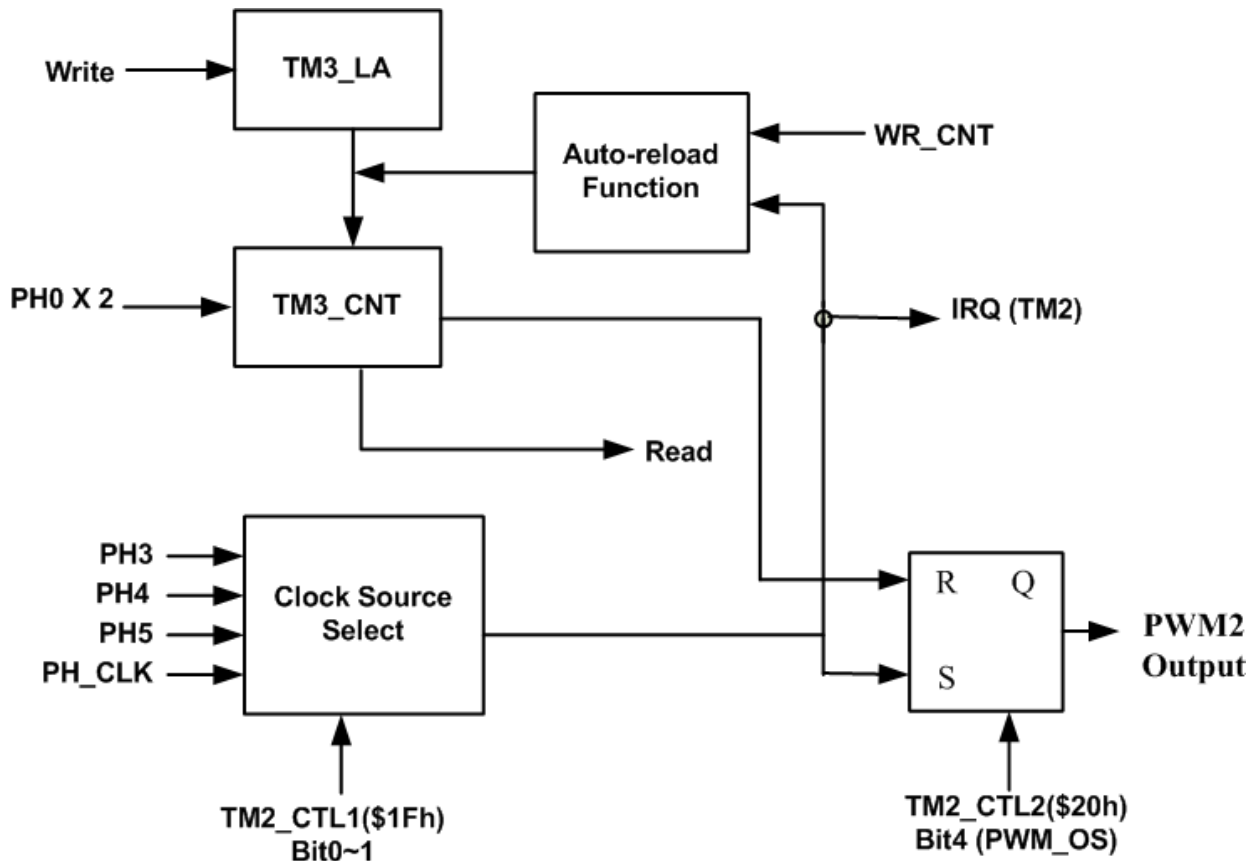 Write
TM3_LA
Auto-reload
Function
WR_CNT
PH0 X 2
TM3_CNT
IRQ (TM2)
Read
PH3
PH4
PH5
PH_CLK
Clock Source
Select
R
Q
S
PWM2
Output
TM2_CTL1($1Fh)
Bit0~1
TM2_CTL2($20h)
Bit4 (PWM_OS)